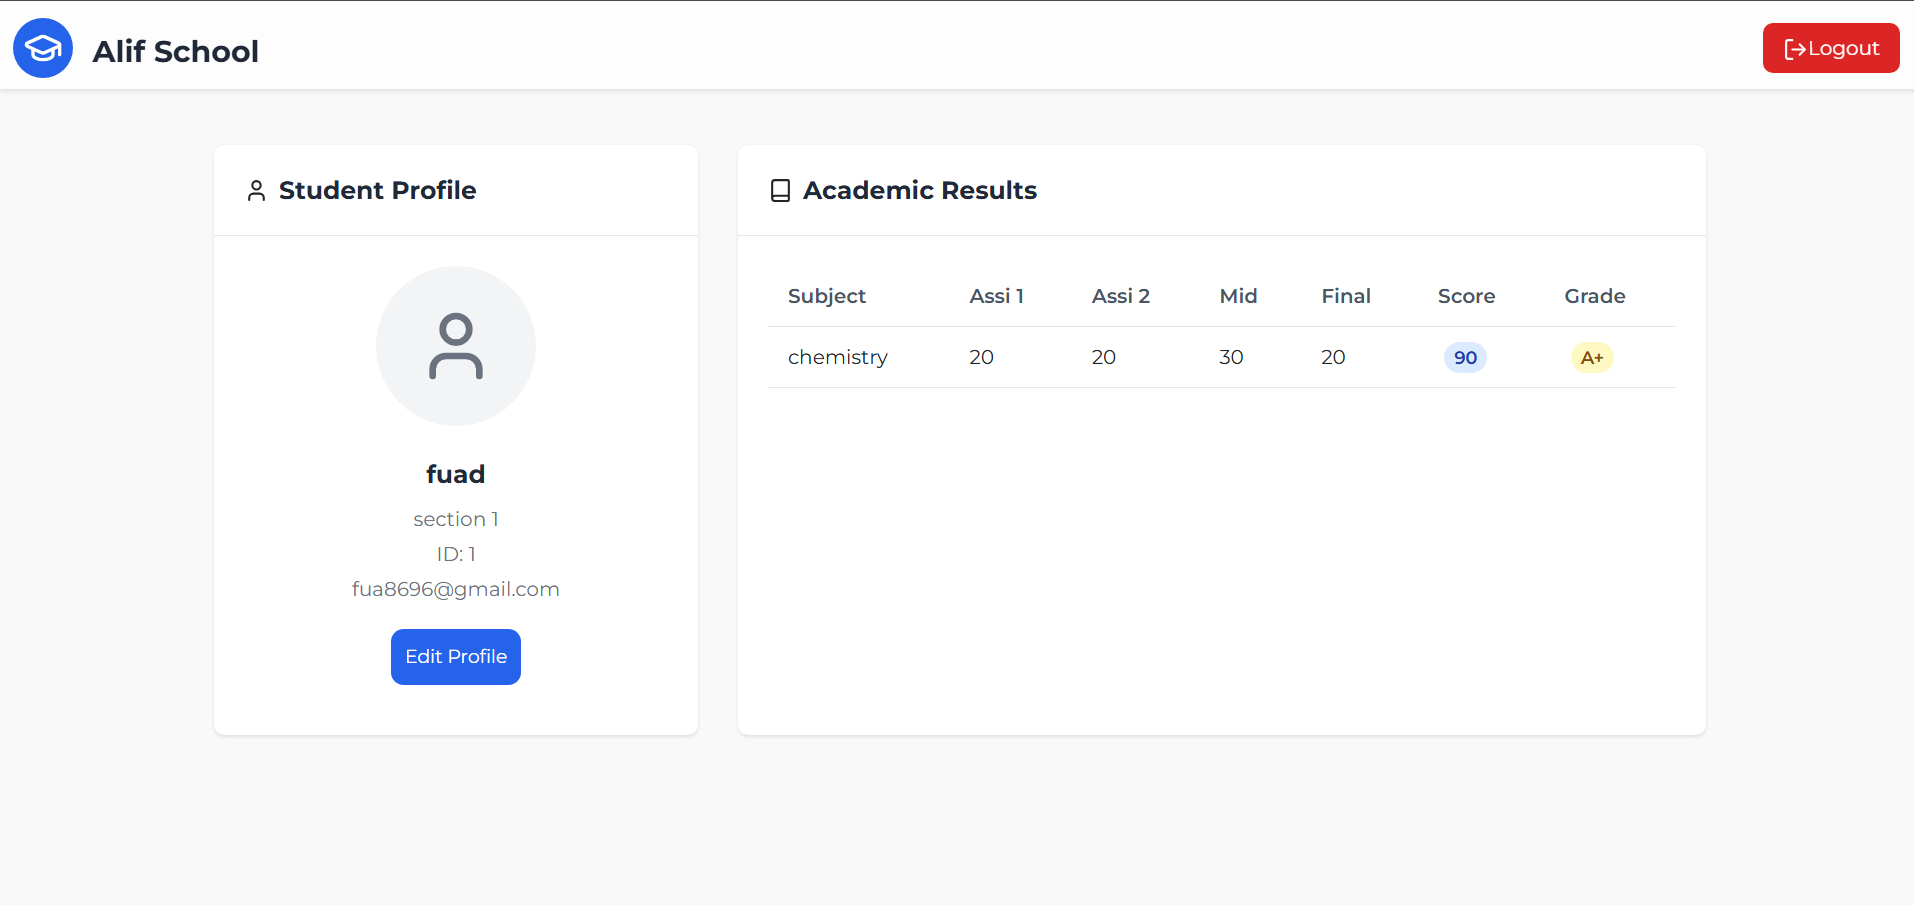 Alif School
Logout
Student Profile
fuad
section 1
ID: 1
fua8696@gmail.com
Edit Profile
Academic Results
Subject Assi 1 Assi 2 Mid Final Score Grade
chemistry 20 20 30 20 90 A+